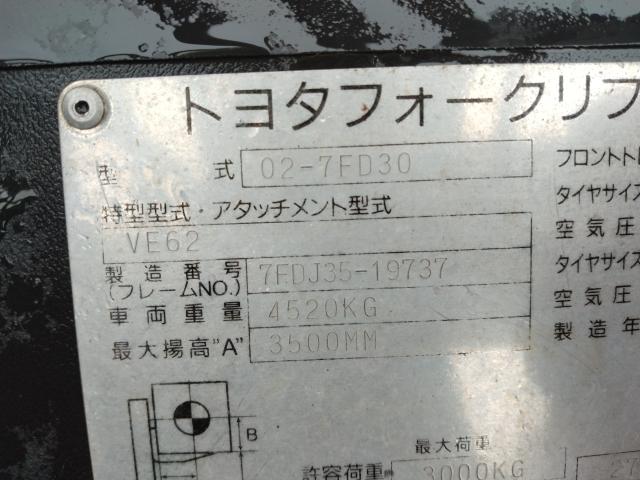 トヨタフォークリフ
型 式 02-7FD30
フロント
特型型式・アタッチメント型式
タイヤサイズ
VE62
空気圧
製造番号 (フレームNO.) 7FDJ35-19737
タイヤサイズ
車両重量 4520KG
空気圧
最大揚高"A" 3500MM
製造年
B
最大荷重
許容荷重 3000KG 27